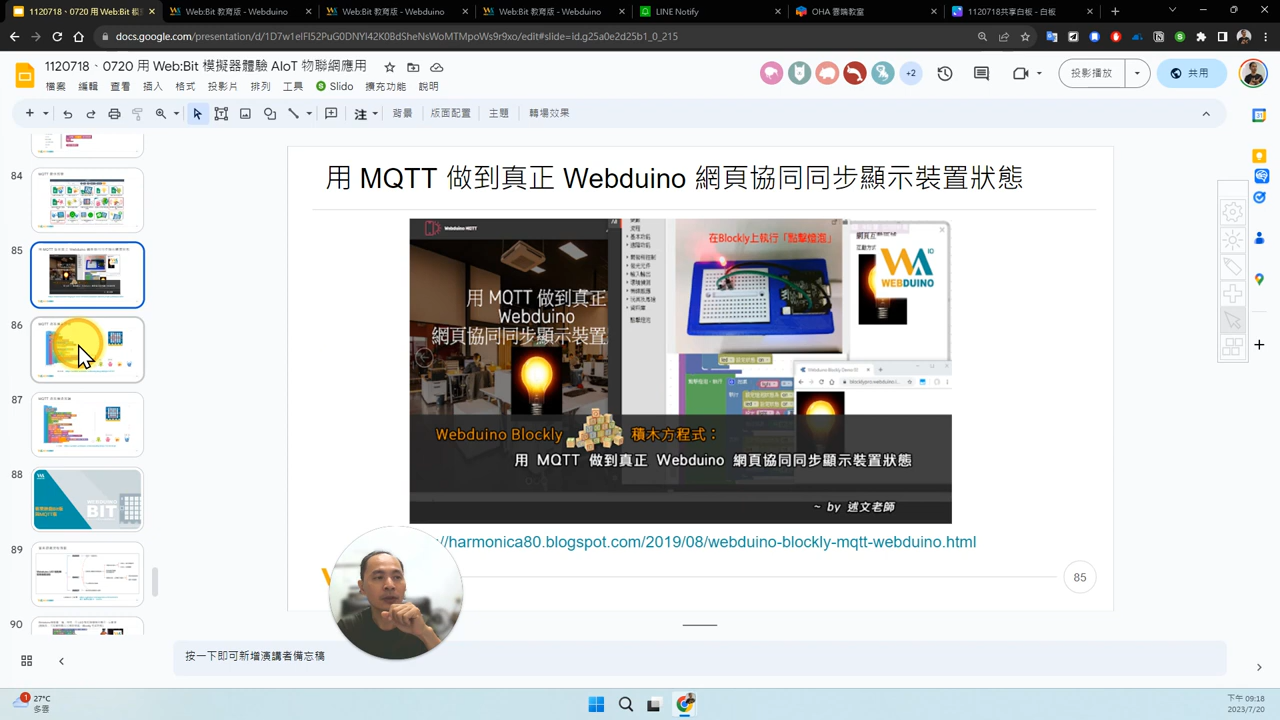 1120718、0720 用 Web:Bit 模
Web:Bit 教育版 - Webduino
Web:Bit 教育版 - Webduino
Web:Bit 教育版 - Webduino
LINE Notify
OHA 雲端教室
1120718共享白板 - 白板
docs.google.com/presentation/d/1D7w1elFI52PuG0DNYI42K0BdSheNsWoMTMpoWs9r9xo/edit#slide=id.g25a0e2d25b1_0_215
1120718、0720 用 Web:Bit 模擬器體驗 AIoT 物聯網應用
檔案 編輯 查看 插入 格式 投影片 排列 工具 Slido 擴充功能 說明
+2
投影播放
共用
注 背景 版面配置 主題 轉場效果
84
85
86
87
88
BIT
89
90
用 MQTT 做到真正 Webduino 網頁協同同步顯示裝置狀態
Webduino MQTT
用 MQTT 做到真正
Webduino
網頁協同同步顯示裝置
在Blockly上執行「點擊燈泡」
WEBDUINO
Webduino Blockly 積木方程式：
用 MQTT 做到真正 Webduino 網頁協同同步顯示裝置狀態
~ by 述文老師
//harmonica80.blogspot.com/2019/08/webduino-blockly-mqtt-webduino.html
85
按一下即可新增演講者備忘稿
1
27°C
多雲
下午 09:18
2023/7/20